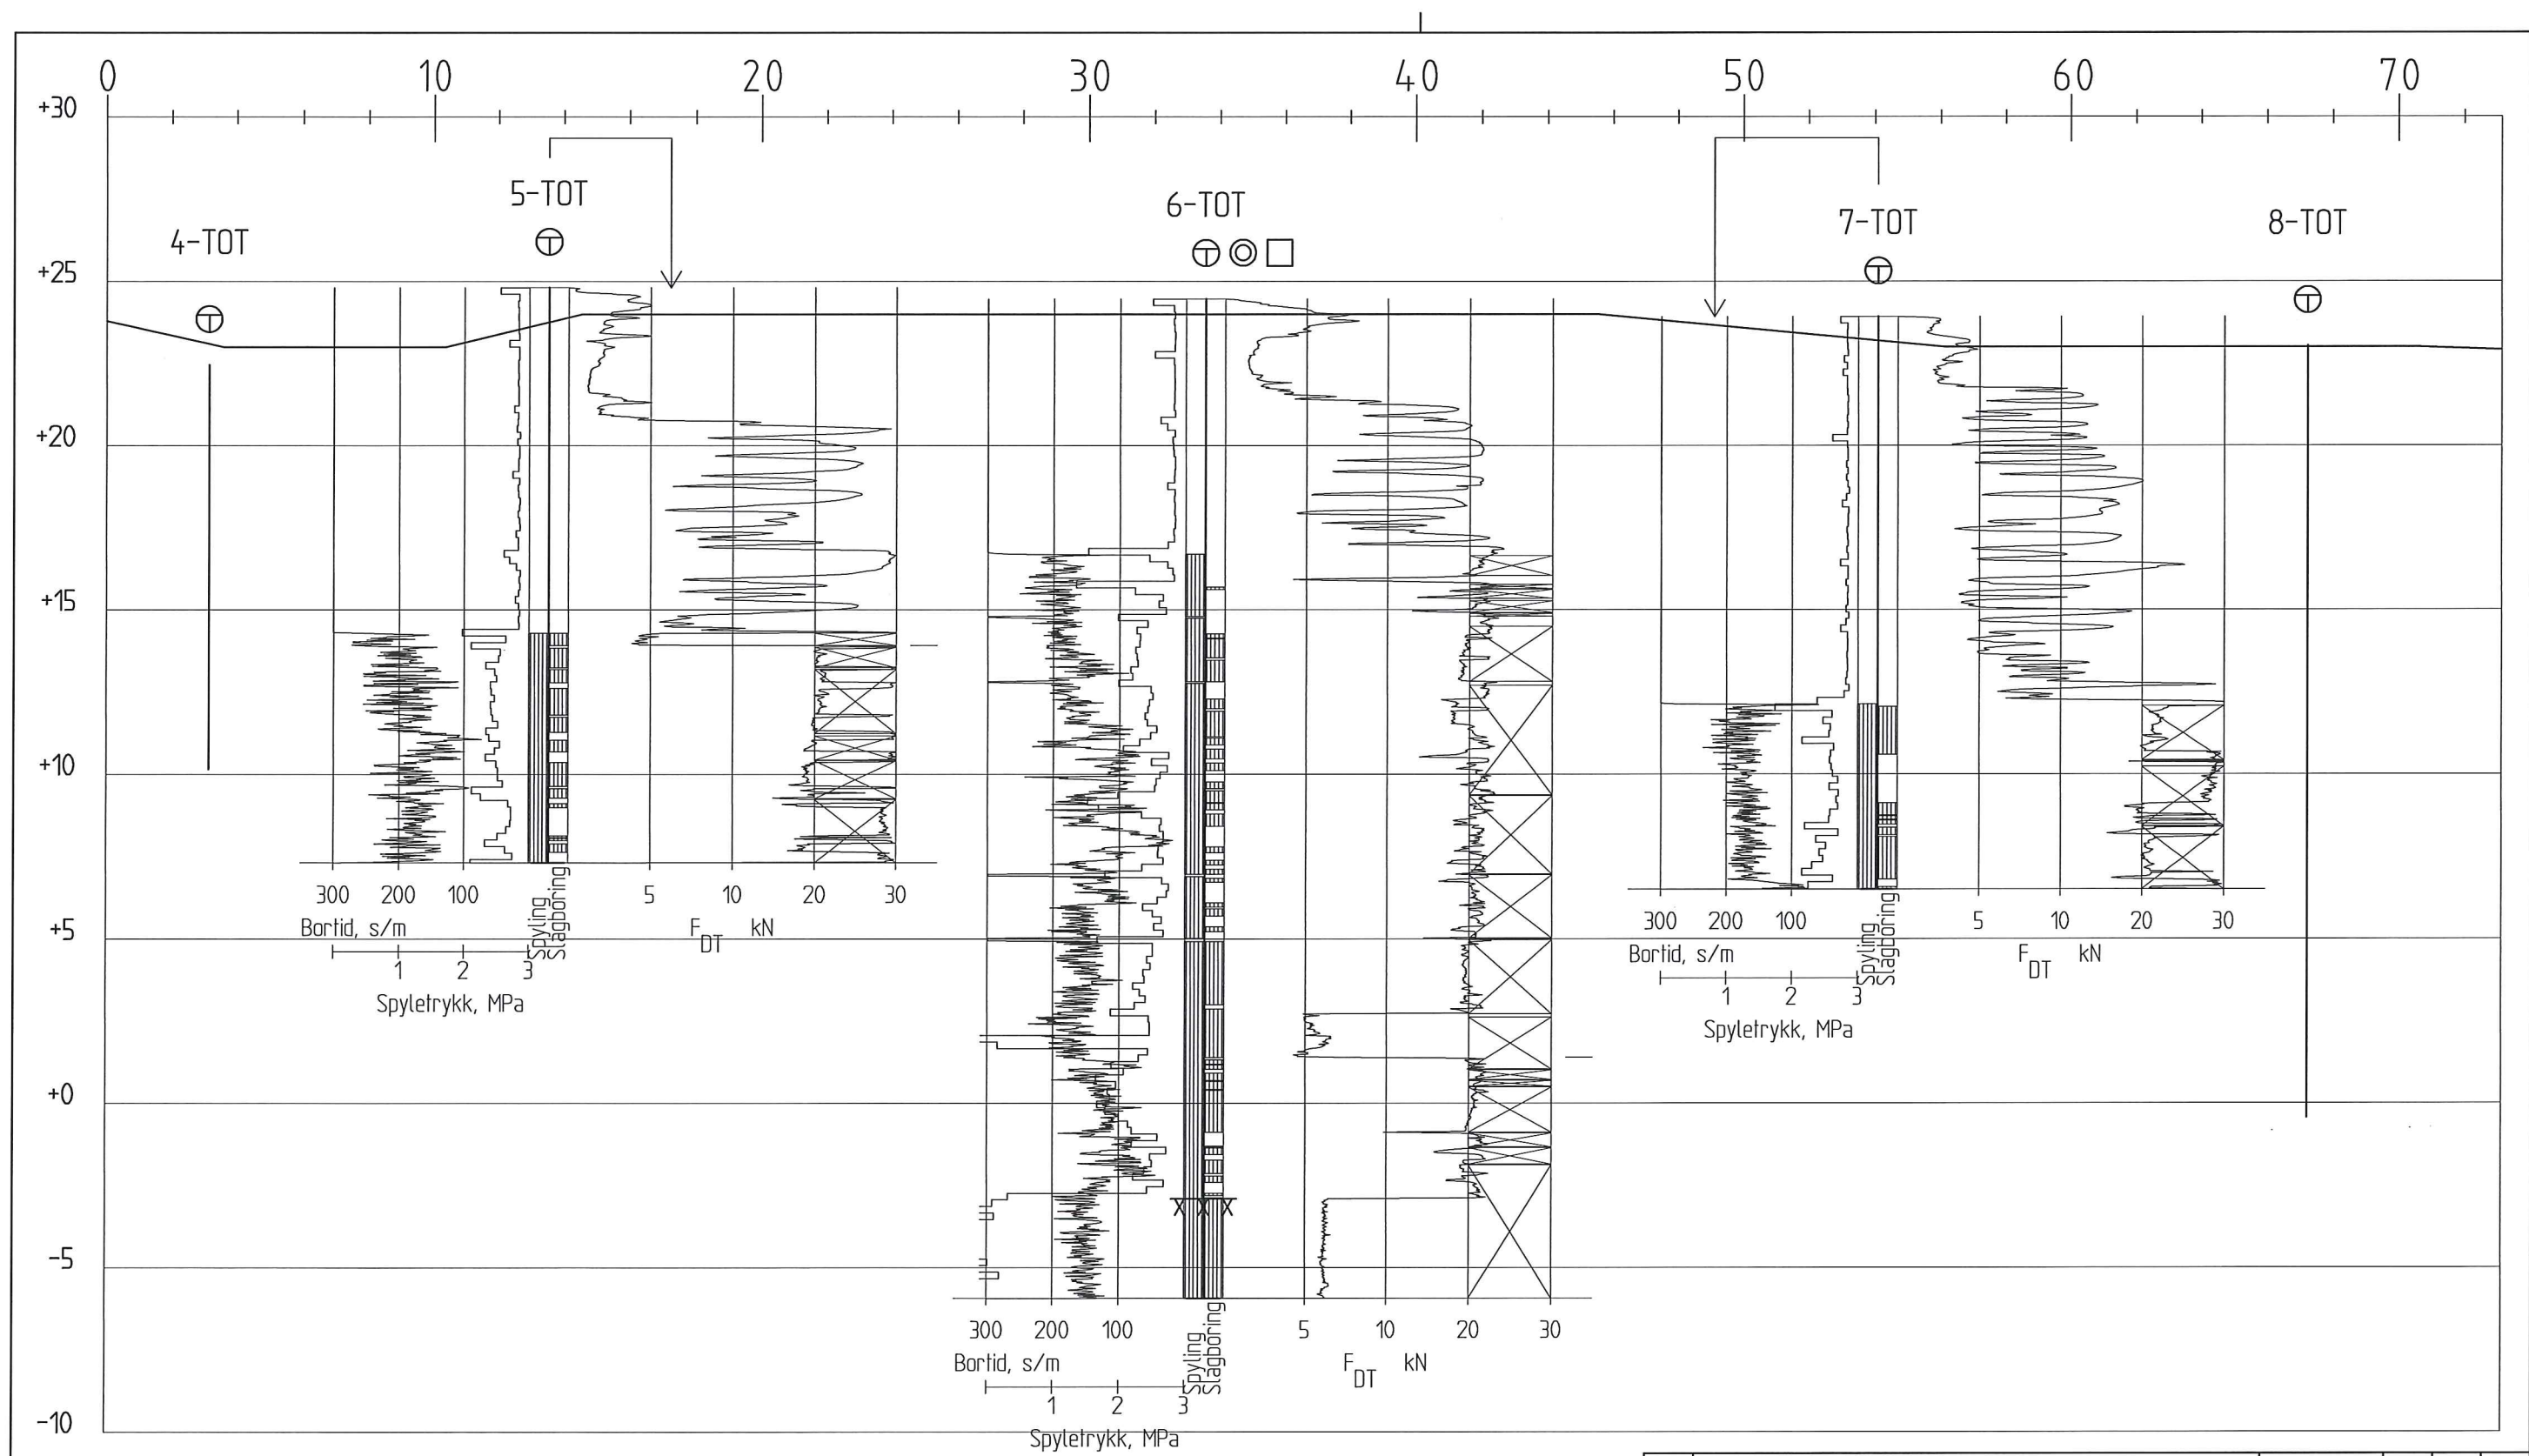 0 10 20 30 40 50 60 70
+30
5-TOT
6-TOT
7-TOT
8-TOT
4-TOT
+25
+20
+15
+10
300 200 100 5 10 20 30
Bortid, s/m
Spyling
Slagboring
F DT kN
1 2 3
Spyletrykk, MPa
300 200 100 5 10 20 30
Bortid, s/m
Spyling
Slagboring
F DT kN
1 2 3
Spyletrykk, MPa
+5
+0
-5
300 200 100 5 10 20 30
Bortid, s/m
Spyling
Slagboring
F DT kN
1 2 3
Spyletrykk, MPa
-10